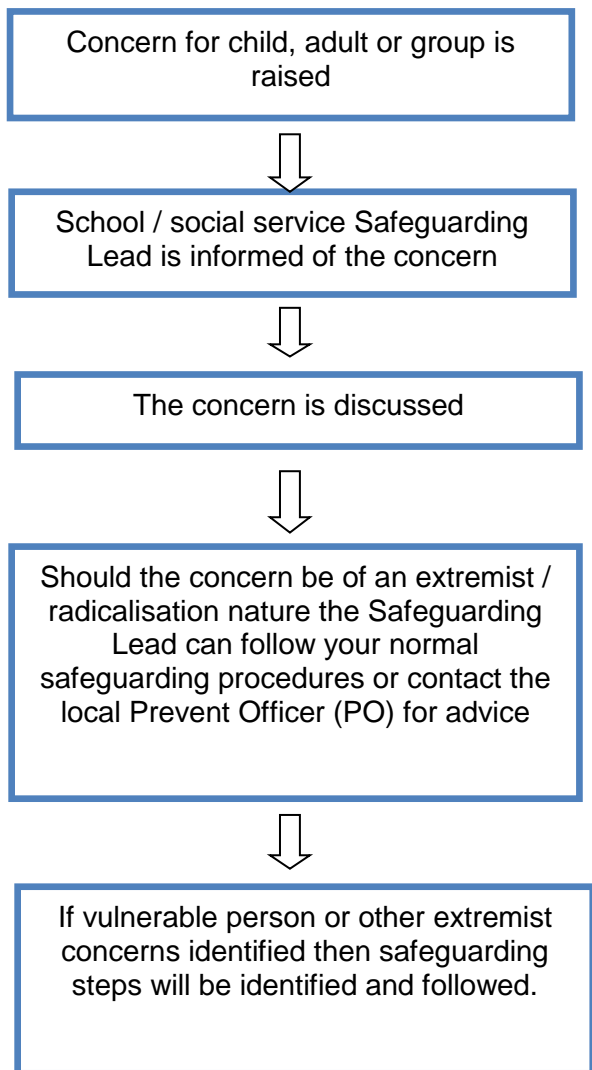 Concern for child, adult or group is
raised
School / social service Safeguarding
Lead is informed of the concern
The concern is discussed
Should the concern be of an extremist /
radicalisation nature the Safeguarding
Lead can follow your normal
safeguarding procedures or contact the
local Prevent Officer (PO) for advice
If vulnerable person or other extremist
concerns identified then safeguarding
steps will be identified and followed.